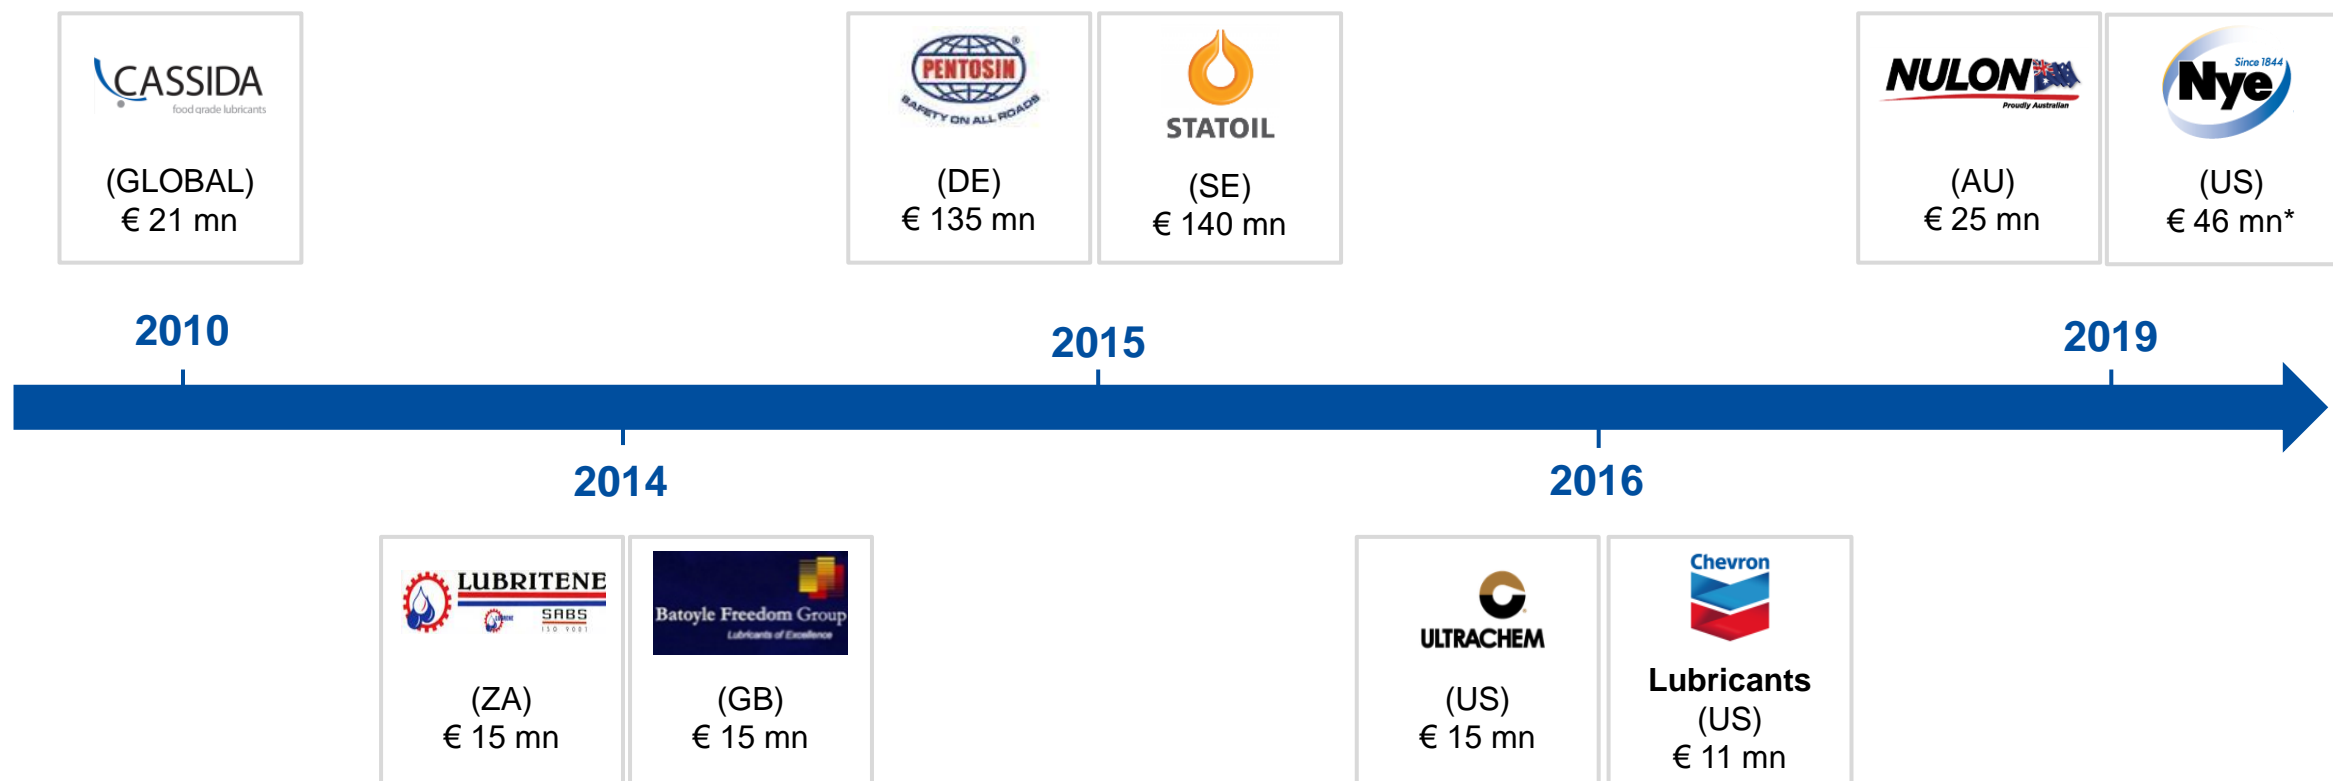 CASSIDA
food grade lubricants
(GLOBAL)
€ 21 mn
PENTOSIN
®
SAFETY ON ALL ROADS
(DE)
€ 135 mn
STATOIL
(SE)
€ 140 mn
NULON
Proudly Australian
(AU)
€ 25 mn
Since 1844
Nye
(US)
€ 46 mn*
2010
2015
2019
2014
2016
LUBRITENE
SABS
ISO 9001
(ZA)
€ 15 mn
Batoyle Freedom Group
Lubricants of Excellence
(GB)
€ 15 mn
ULTRACHEM
(US)
€ 15 mn
Chevron
Lubricants
(US)
€ 11 mn